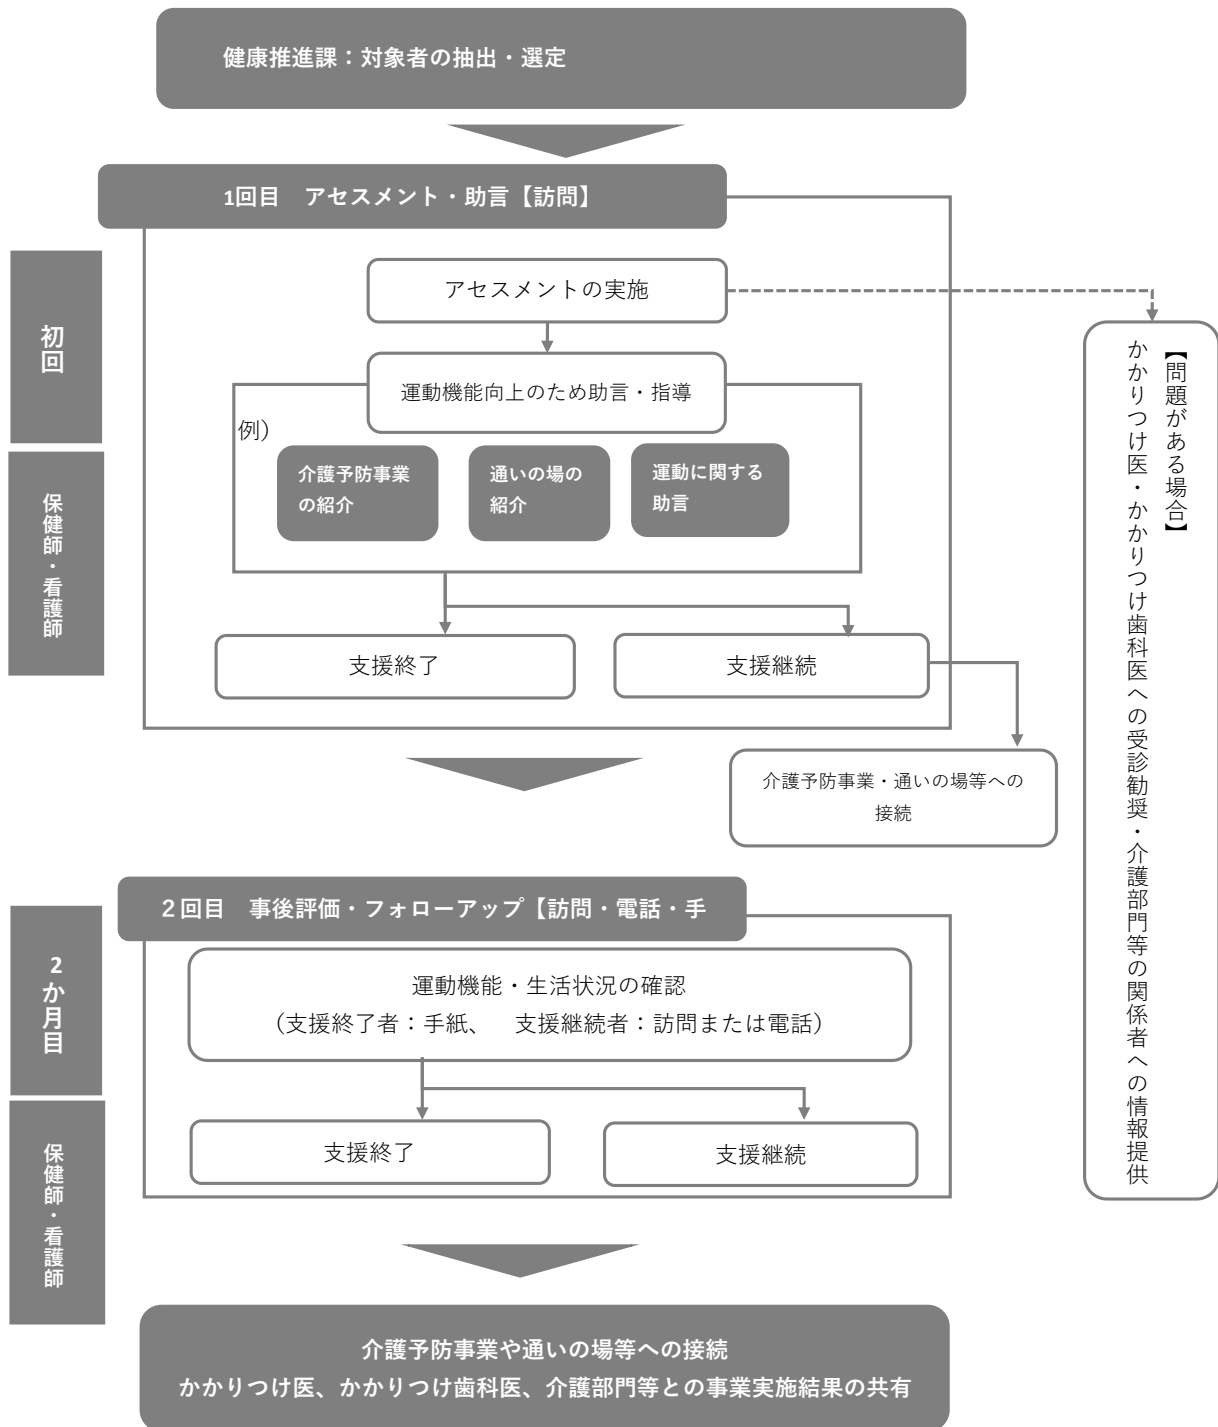 健康推進課：対象者の抽出・選定
1回目　アセスメント・助言【訪問】
初回
保健師・看護師
アセスメントの実施
運動機能向上のため助言・指導
例）
介護予防事業
の紹介
通いの場の
紹介
運動に関する
助言
支援終了
支援継続
介護予防事業・通いの場等への
接続
【問題がある場合】
かかりつけ医・かかりつけ歯科医への受診勧奨・介護部門等の関係者への情報提供
２回目　事後評価・フォローアップ【訪問・電話・手
2か月目
保健師・看護師
運動機能・生活状況の確認
（支援終了者：手紙、　支援継続者：訪問または電話）
支援終了
支援継続
介護予防事業や通いの場等への接続
かかりつけ医、かかりつけ歯科医、介護部門等との事業実施結果の共有